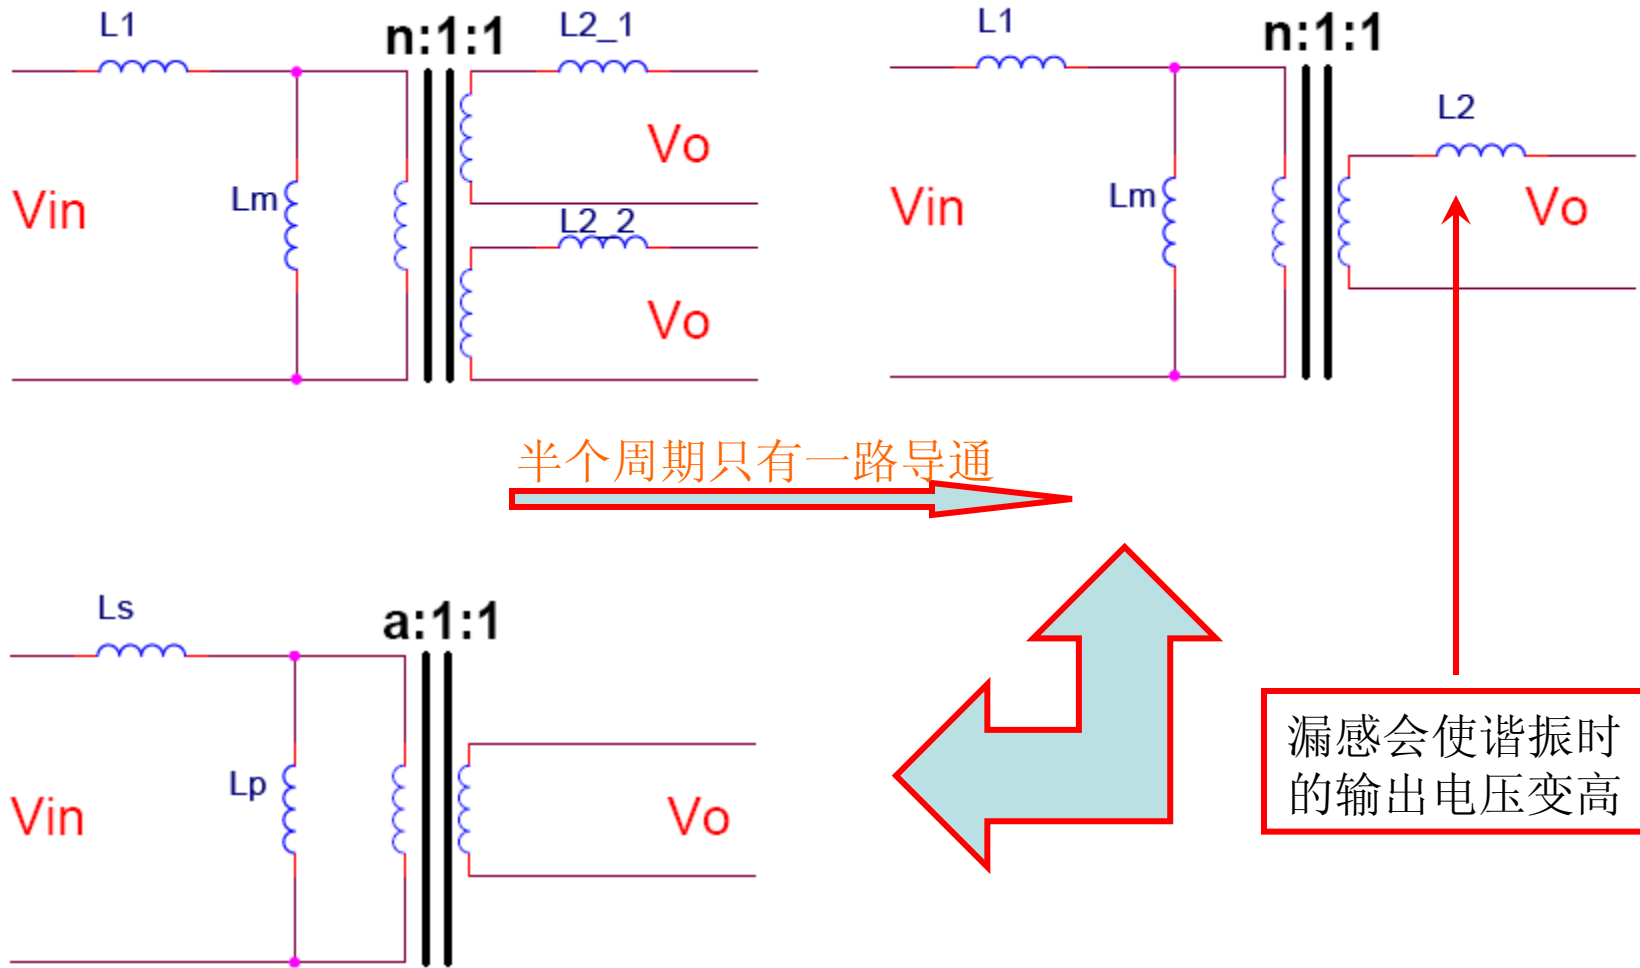 L1
n:1:1
L2_1
Vin
Lm
Vo
L2_2
Vo
L1
n:1:1
L2
Vin
Lm
Vo
半个周期只有一路导通
Ls
a:1:1
Vin
Lp
Vo
漏感会使谐振时
的输出电压变高